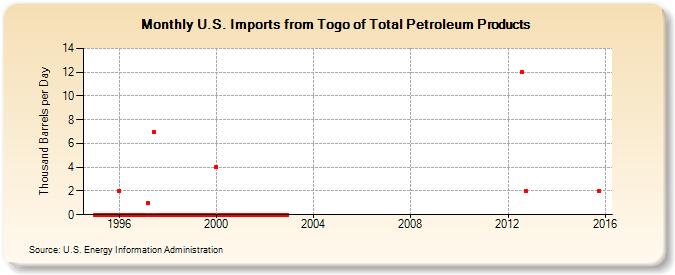 Monthly U.S. Imports from Togo of Total Petroleum Products
Thousand Barrels per Day
14
12
10
8
6
4
2
0
1996 2000 2004 2008 2012 2016
Source: U.S. Energy Information Administration